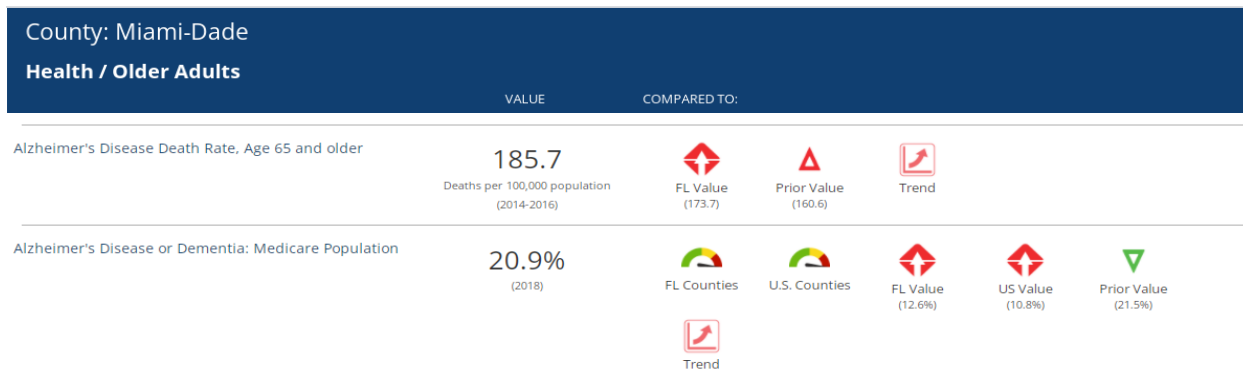 County: Miami-Dade
Health / Older Adults
VALUE COMPARED TO:
Alzheimer's Disease Death Rate, Age 65 and older
185.7
Deaths per 100,000 population
(2014-2016)
FL Value Prior Value Trend
(173.7) (160.6)
Alzheimer's Disease or Dementia: Medicare Population
20.9%
(2018)
FL Counties U.S. Counties FL Value US Value Prior Value
(12.6%) (10.8%) (21.5%)
Trend